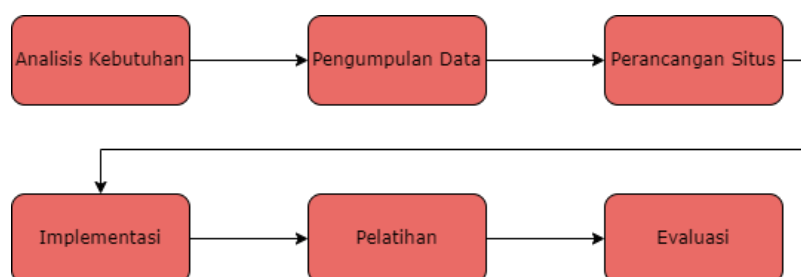 Analisis Kebutuhan
Pengumpulan Data
Perancangan Situs
Implementasi
Pelatihan
Evaluasi